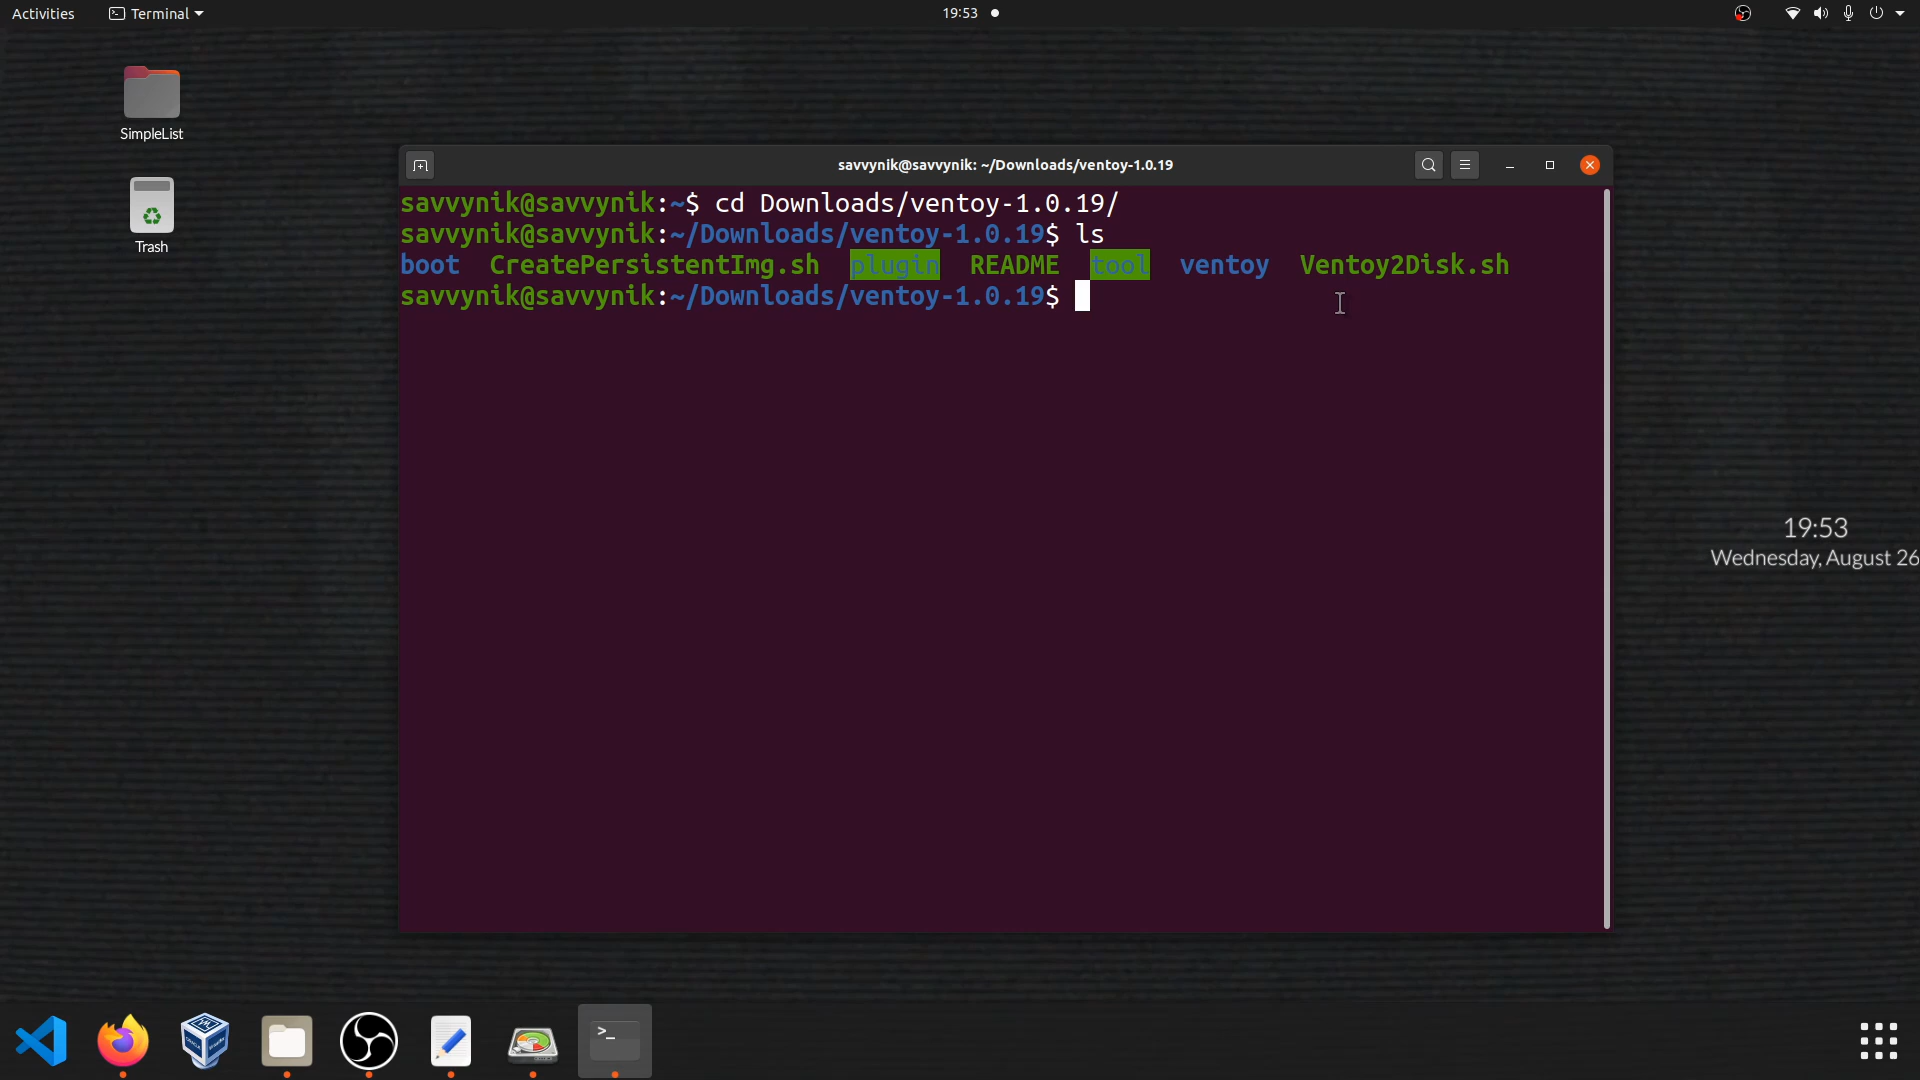 Activities Terminal 19:53
SimpleList
Trash
savvynik@savvynik: ~/Downloads/ventoy-1.0.19
savvynik@savvynik:~$ cd Downloads/ventoy-1.0.19/
savvynik@savvynik:~/Downloads/ventoy-1.0.19$ ls
boot CreatePersistentImg.sh plugin README tool ventoy Ventoy2Disk.sh
savvynik@savvynik:~/Downloads/ventoy-1.0.19$
19:53
Wednesday, August 26
>_